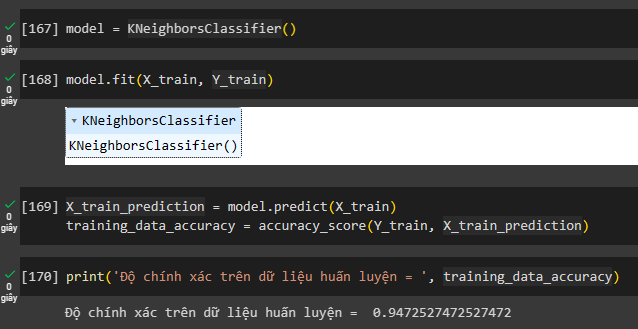 [167] model = KNeighborsClassifier()
0
giây
[168] model.fit(X_train, Y_train)
0
giây
KNeighborsClassifier
KNeighborsClassifier()
[169] X_train_prediction = model.predict(X_train)
0
giây
training_data_accuracy = accuracy_score(Y_train, X_train_prediction)
[170] print('Độ chính xác trên dữ liệu huấn luyện = ', training_data_accuracy)
0
giây
Độ chính xác trên dữ liệu huấn luyện =  0.9472527472527472